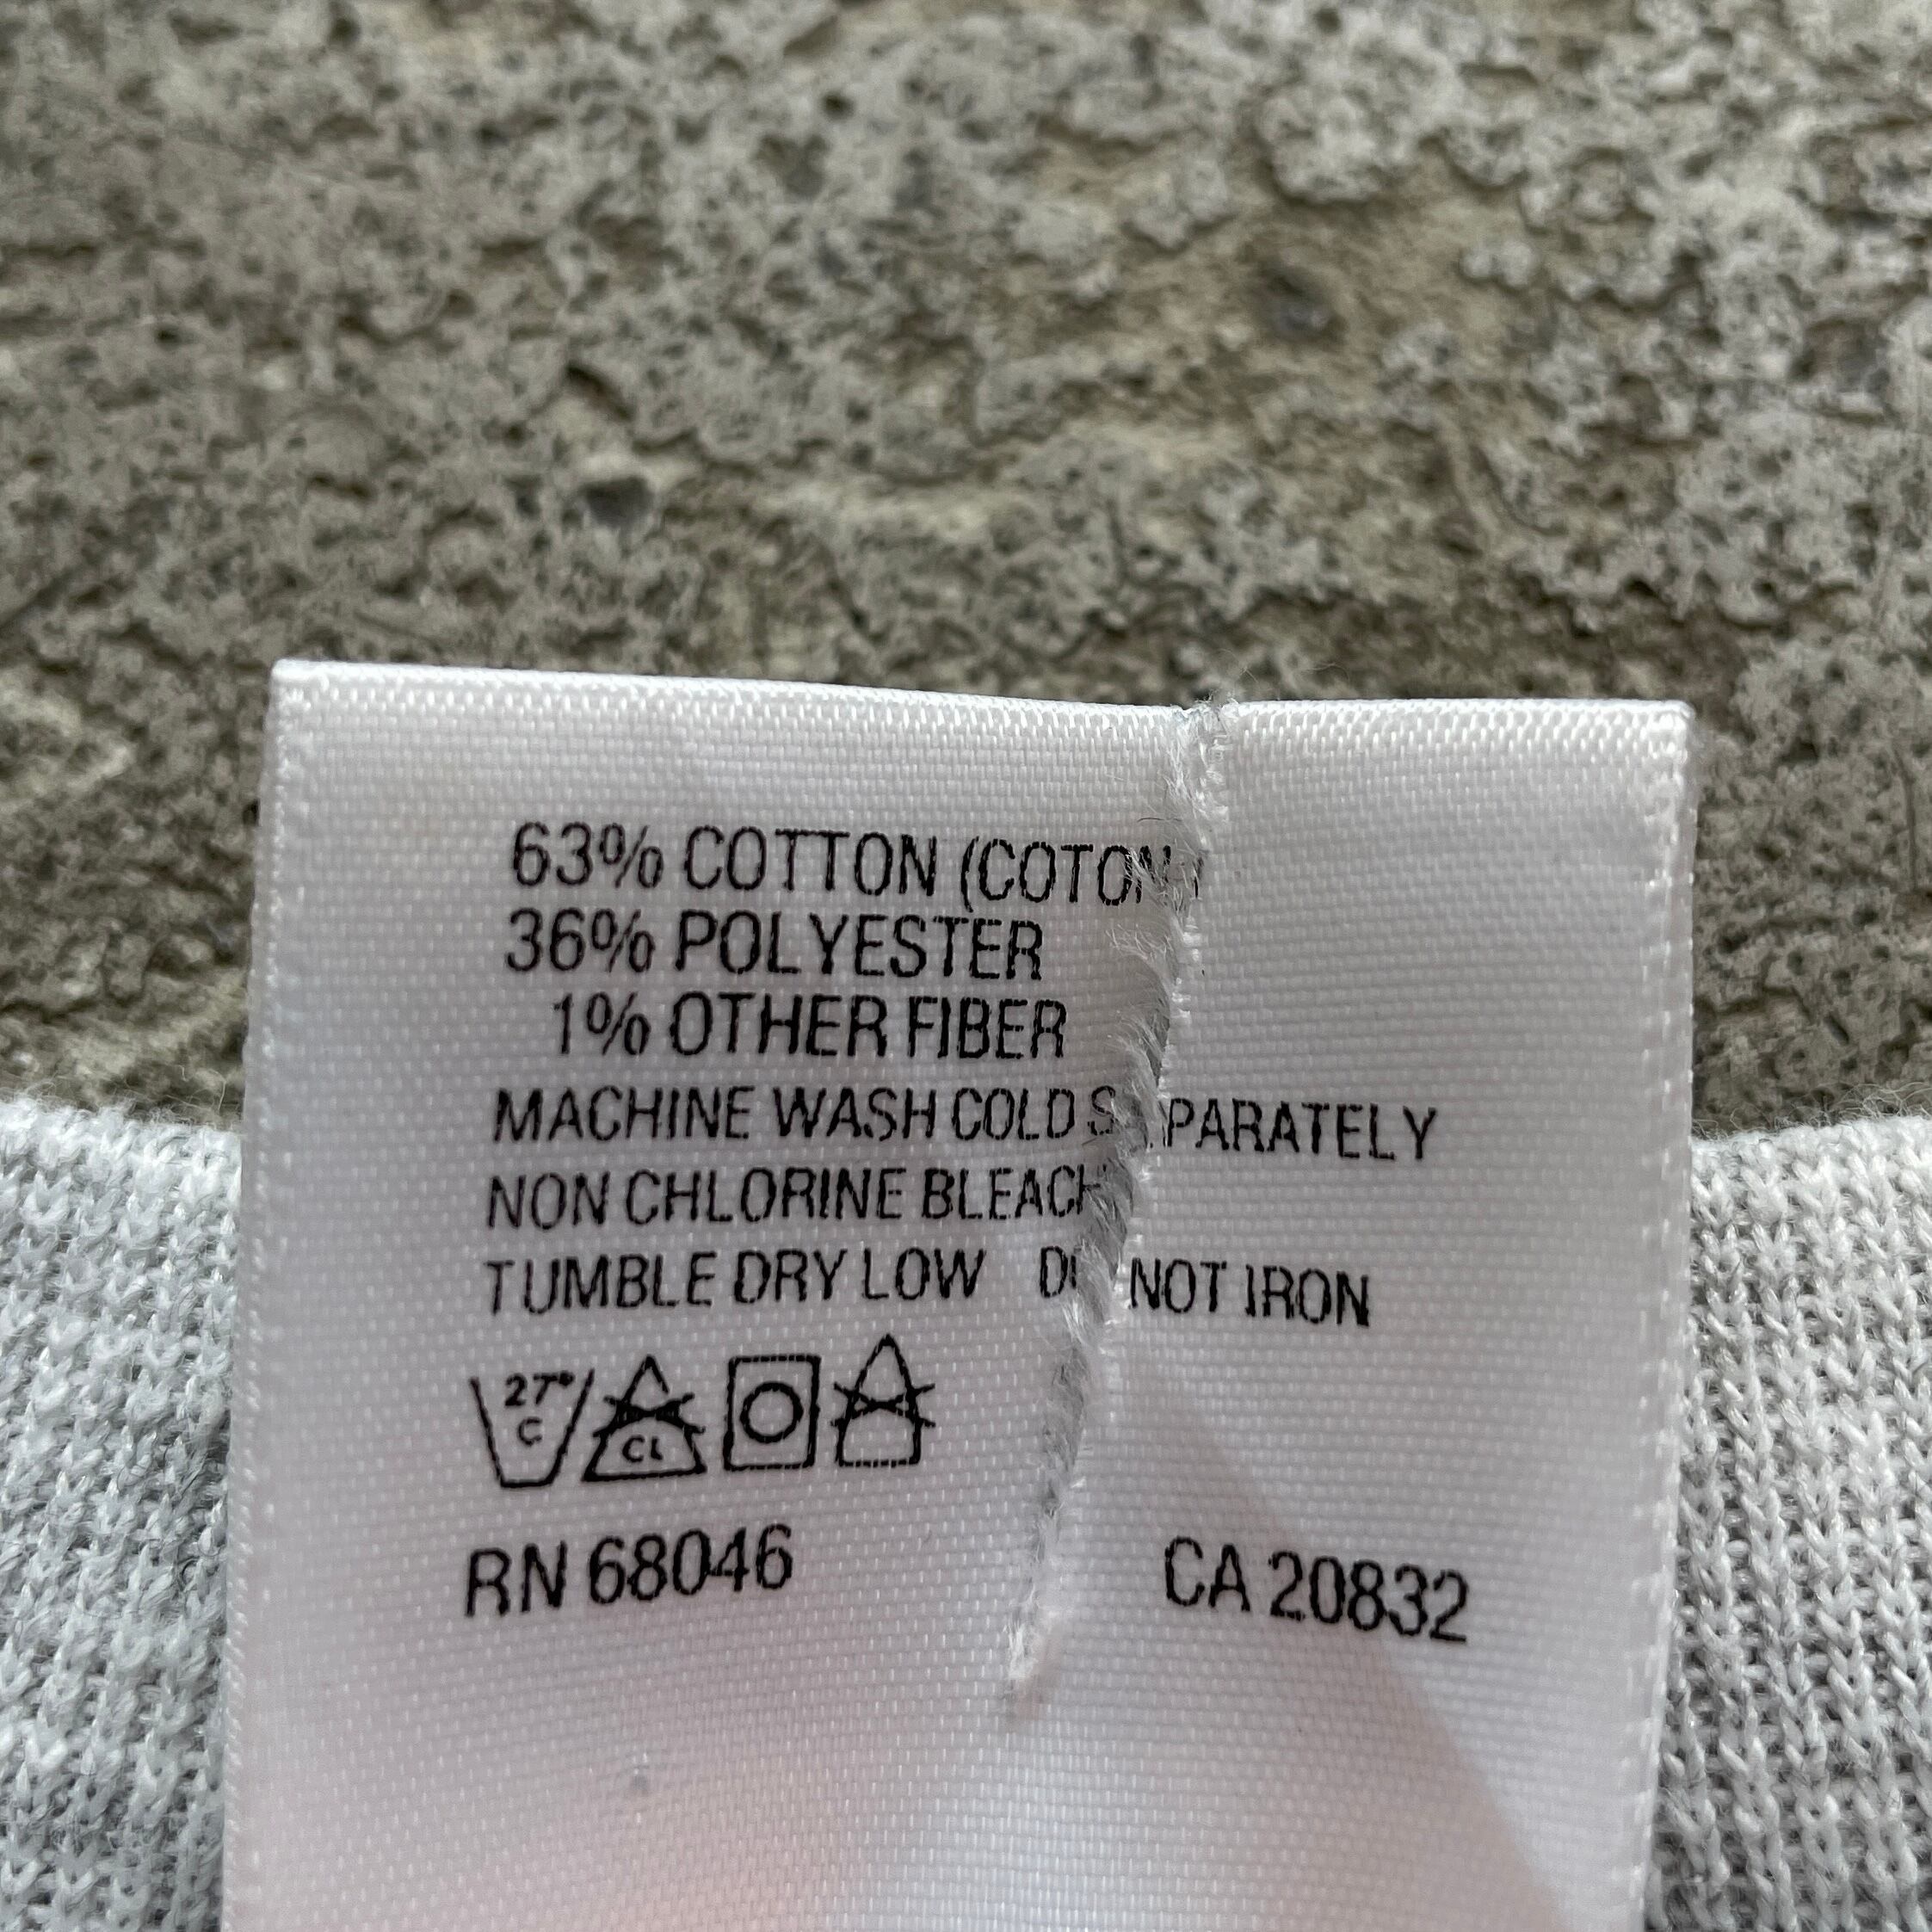 63% COTTON (COTON)
36% POLYESTER
1% OTHER FIBER
MACHINE WASH COLD SEPARATELY
NON CHLORINE BLEACH
TUMBLE DRY LOW DO NOT IRON
27° C CL
RN 68046 CA 20832